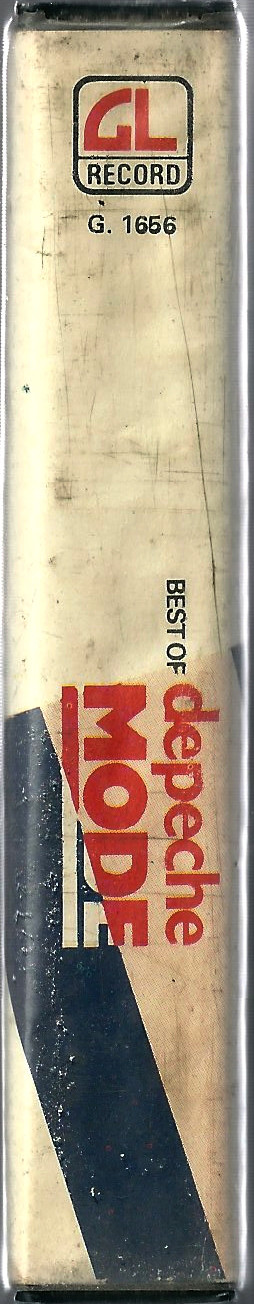 GL
RECORD
G. 1656
BEST OF
depeche
MODE